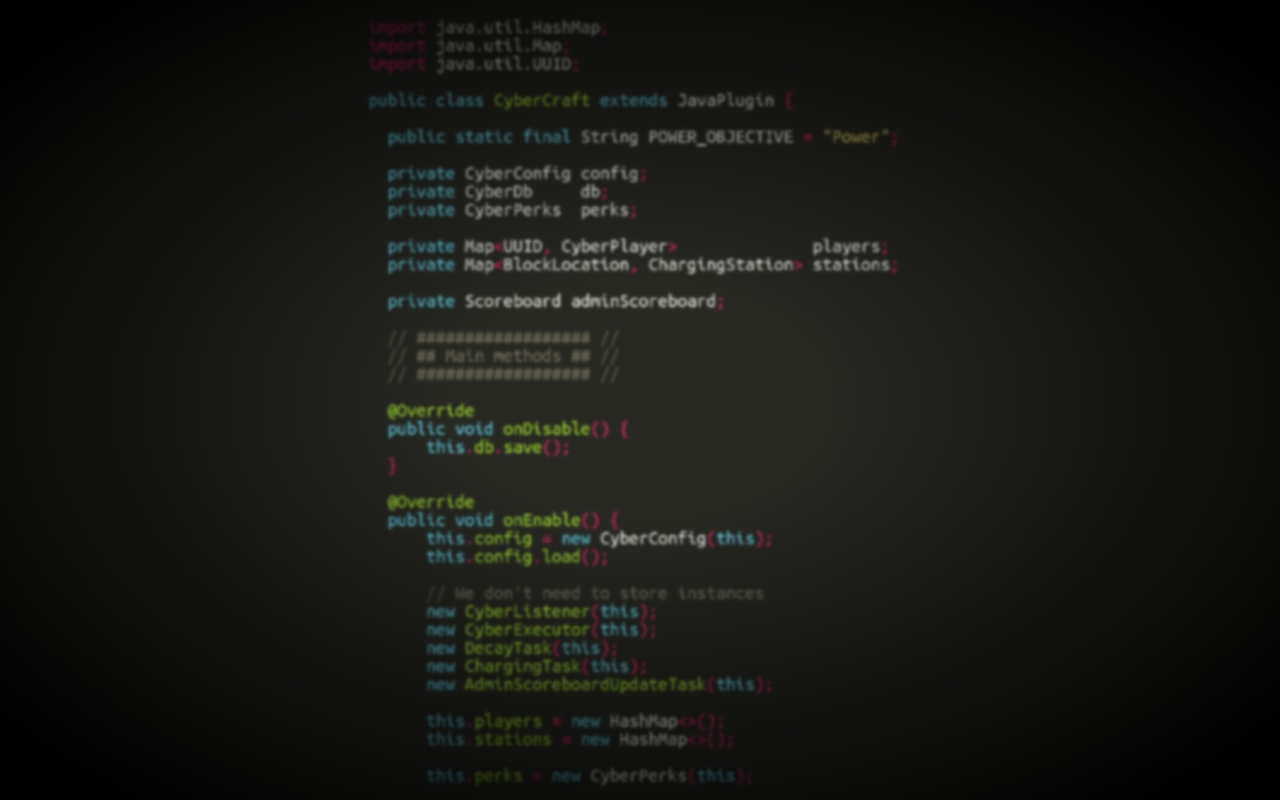 import java.util.HashMap;
import java.util.Map;
import java.util.UUID;
public class CyberCraft extends JavaPlugin {
public static final String POWER_OBJECTIVE = "Power";
private CyberConfig config;
private CyberDb     db;
private CyberPerks  perks;
private Map<UUID, CyberPlayer>              players;
private Map<BlockLocation, ChargingStation> stations;
private Scoreboard adminScoreboard;
// ################## //
// ## Main methods ## //
// ################## //
@Override
public void onDisable() {
    this.db.save();
}
@Override
public void onEnable() {
    this.config = new CyberConfig(this);
    this.config.load();
    // We don't need to store instances
    new CyberListener(this);
    new CyberExecutor(this);
    new DecayTask(this);
    new ChargingTask(this);
    new AdminScoreboardUpdateTask(this);
    this.players = new HashMap<>();
    this.stations = new HashMap<>();
    this.perks = new CyberPerks(this);